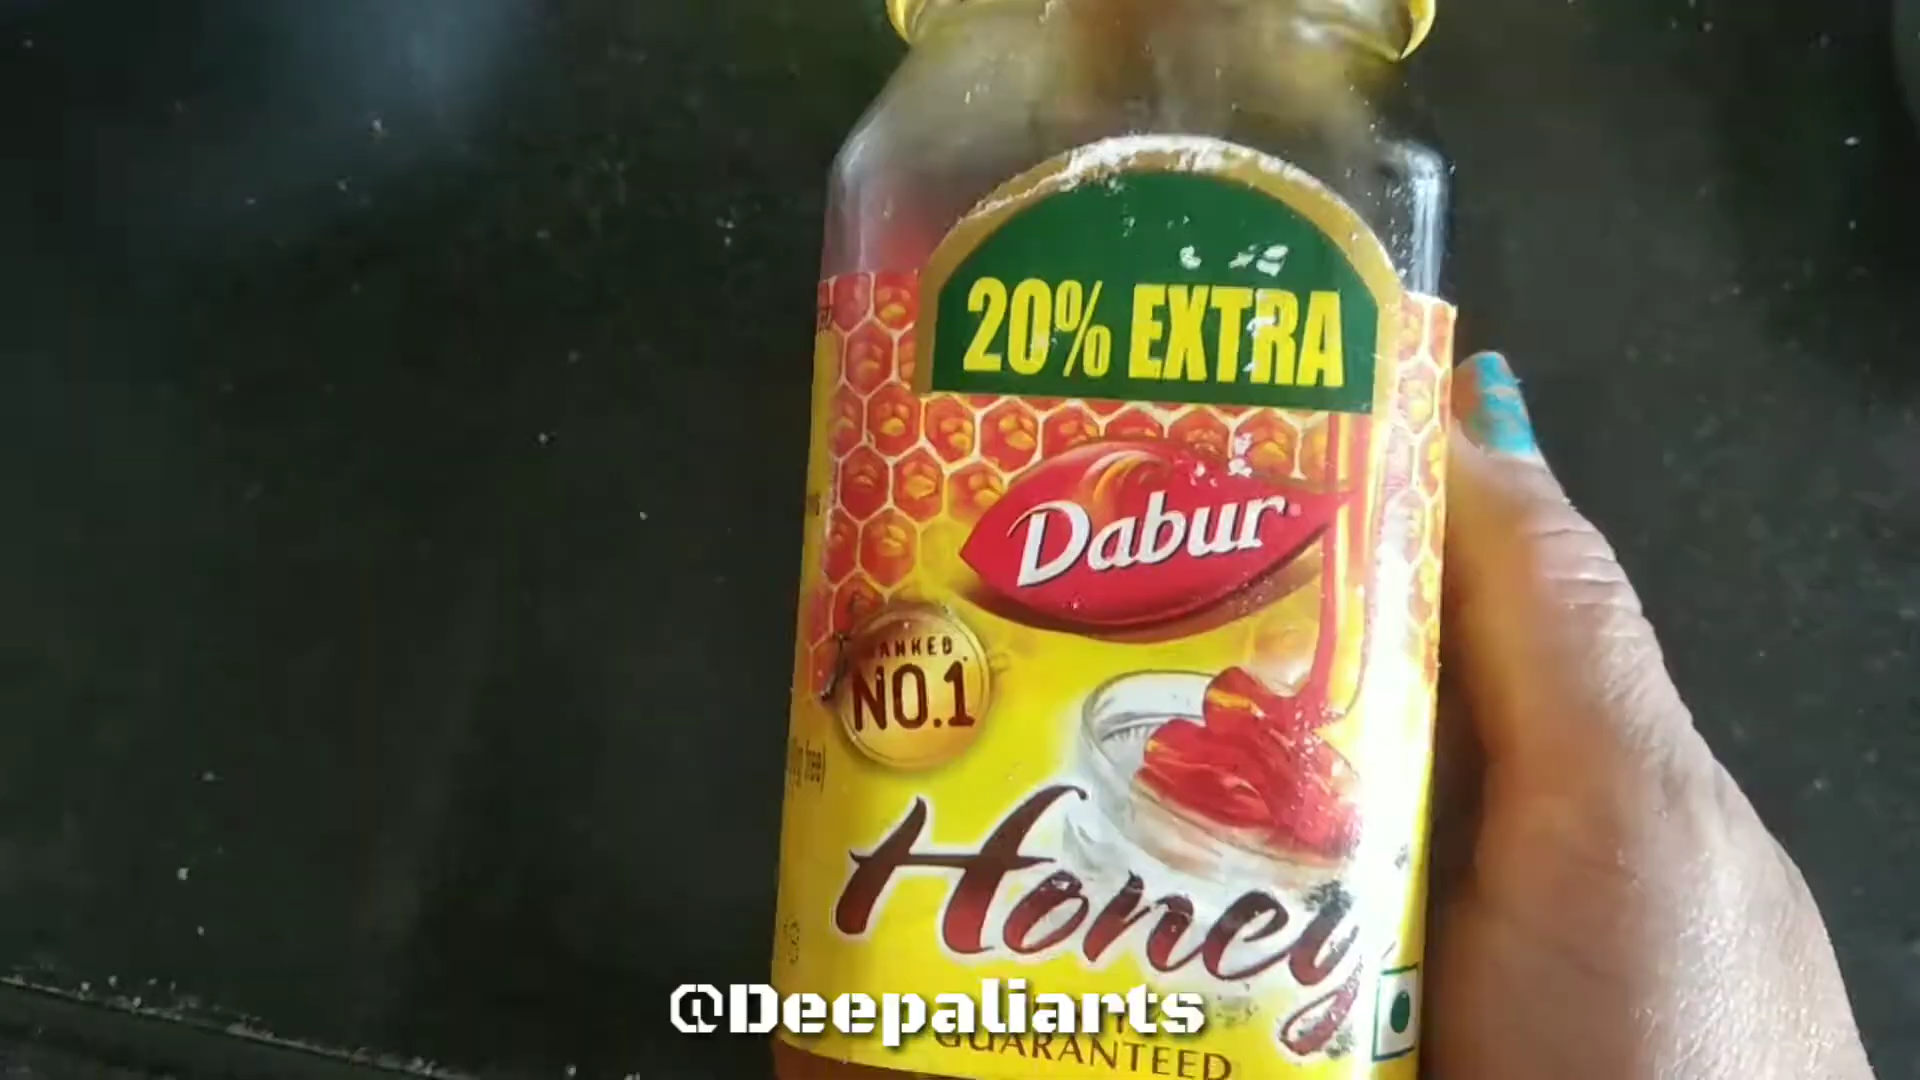 20% EXTRA
Dabur
RANKED
NO.1
Honey
@Deepaliarts
GUARANTEED